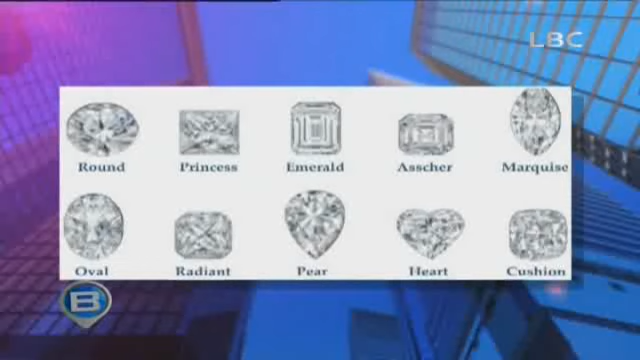 LBC
Round Princess Emerald Asscher Marquise
Oval Radiant Pear Heart Cushion
B